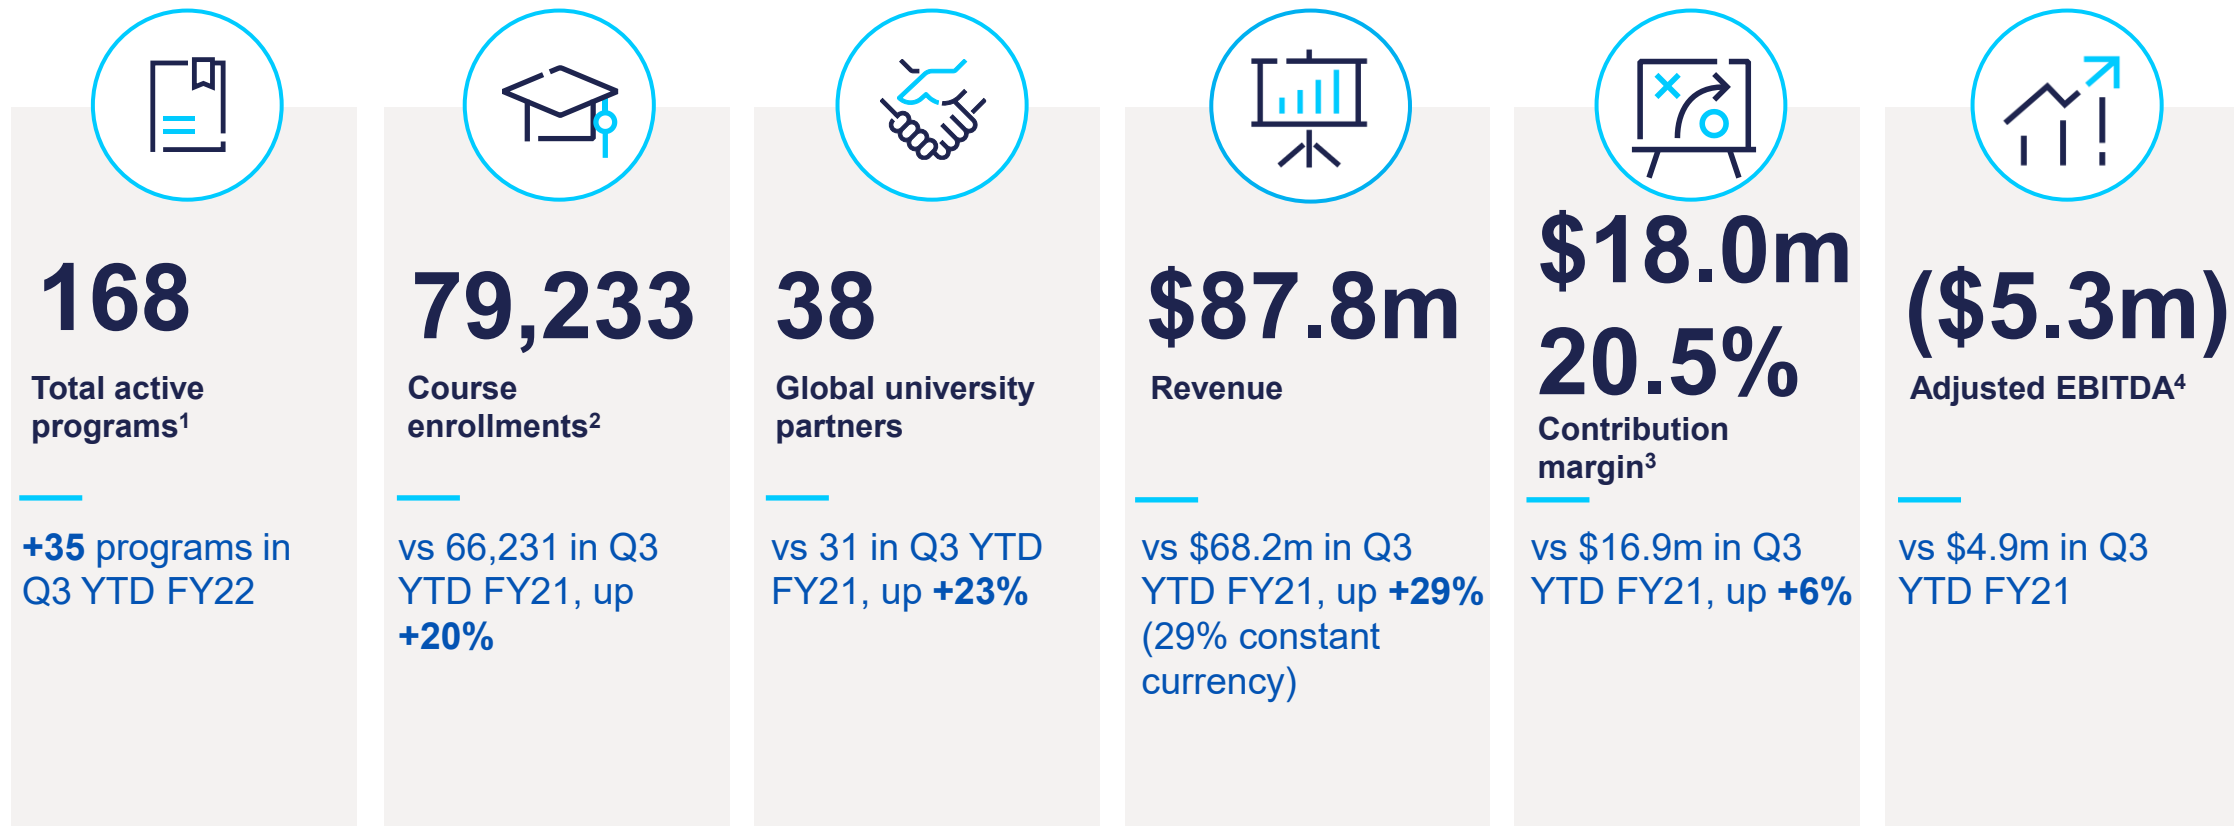 168
Total active
programs¹
+35 programs in
Q3 YTD FY22
79,233
Course
enrollments²
vs 66,231 in Q3
YTD FY21, up
+20%
38
Global university
partners
vs 31 in Q3 YTD
FY21, up +23%
$87.8m
Revenue
vs $68.2m in Q3
YTD FY21, up +29%
(29% constant
currency)
$18.0m
20.5%
Contribution
margin³
vs $16.9m in Q3
YTD FY21, up +6%
($5.3m)
Adjusted EBITDA⁴
vs $4.9m in Q3
YTD FY21